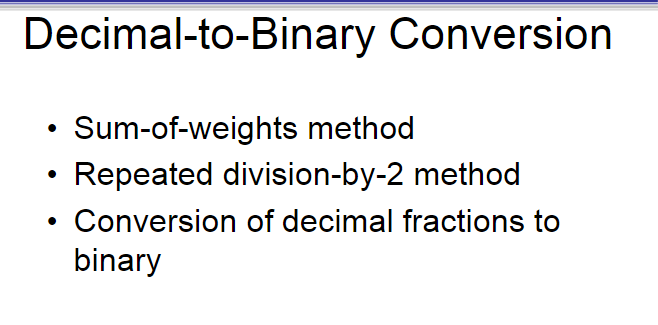 Decimal-to-Binary Conversion
• Sum-of-weights method
• Repeated division-by-2 method
• Conversion of decimal fractions to
binary